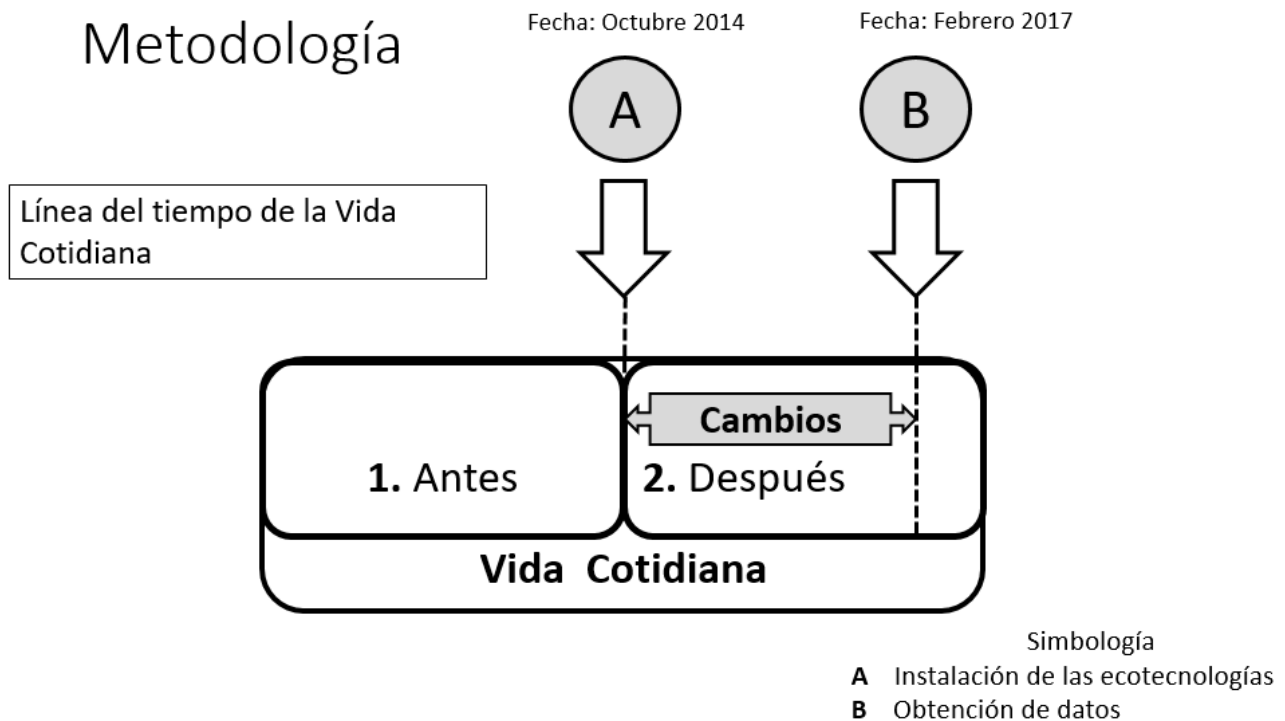 Metodología
Fecha: Octubre 2014
Fecha: Febrero 2017
A
B
Línea del tiempo de la Vida
Cotidiana
Cambios
1. Antes
2. Después
Vida Cotidiana
Simbología
A Instalación de las ecotecnologías
B Obtención de datos